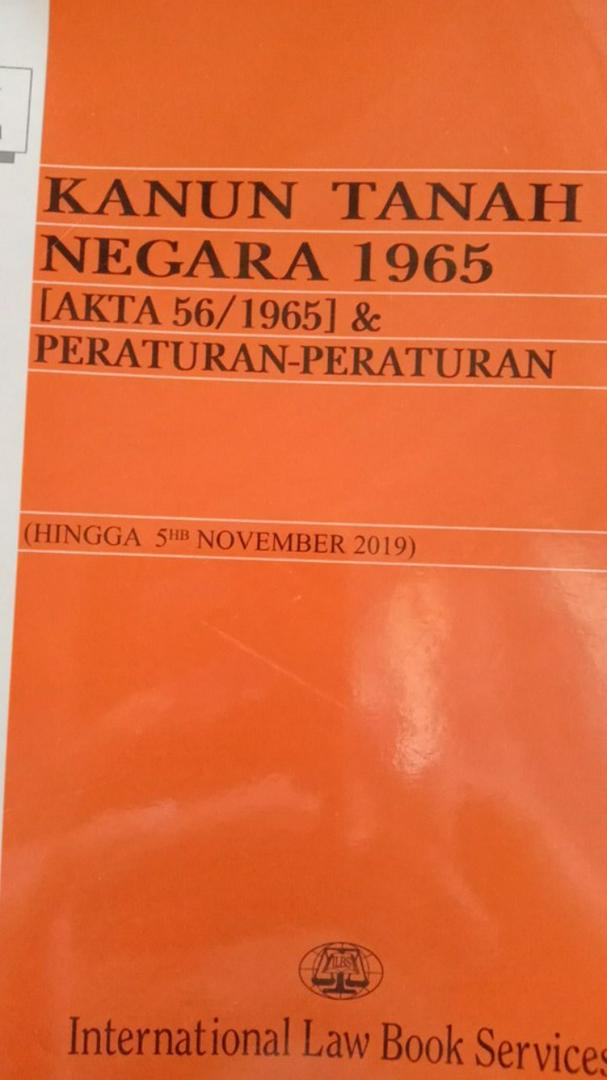 KANUN TANAH
NEGARA 1965
[AKTA 56/1965] &
PERATURAN-PERATURAN
(HINGGA 5HB NOVEMBER 2019)
ILBS
International Law Book Services